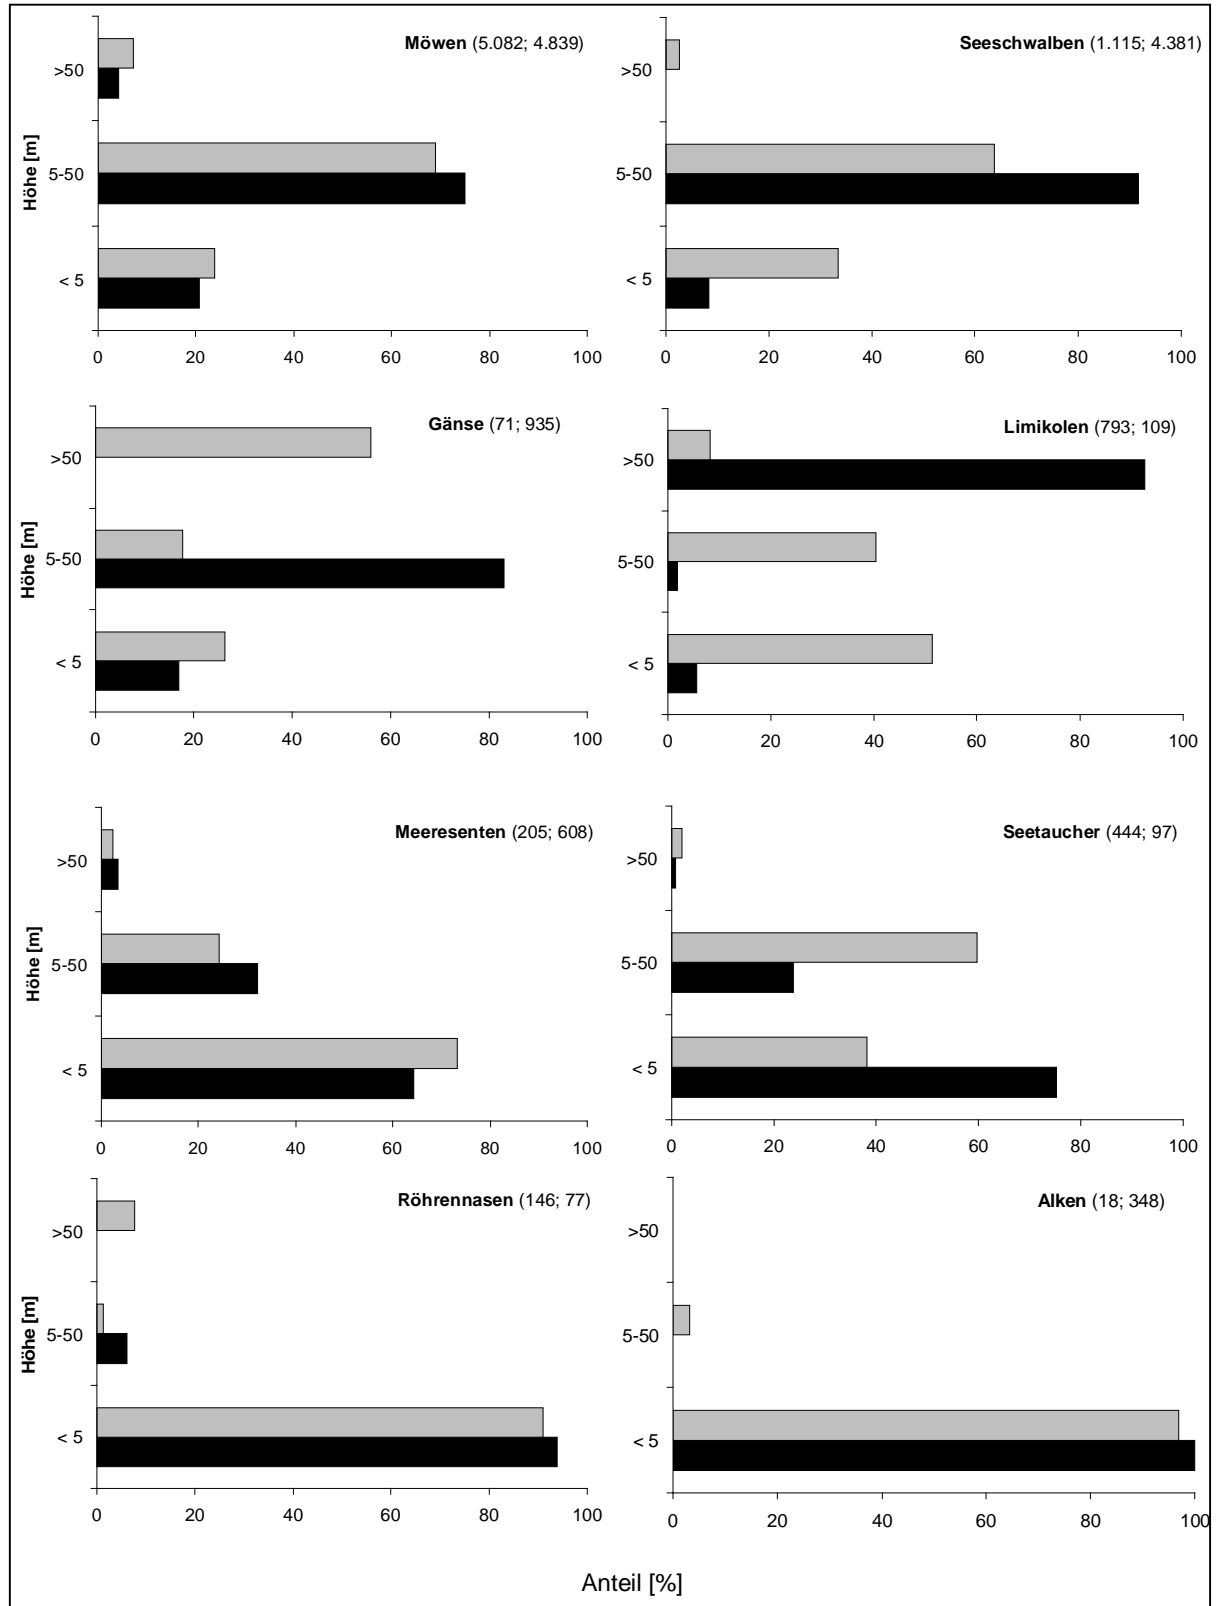 Möwen (5.082; 4.839)
Höhe [m]
>50
5-50
< 5
0 20 40 60 80 100
Seeschwalben (1.115; 4.381)
>50
5-50
< 5
0 20 40 60 80 100
Gänse (71; 935)
Höhe [m]
>50
5-50
< 5
0 20 40 60 80 100
Limikolen (793; 109)
>50
5-50
< 5
0 20 40 60 80 100
Meeresenten (205; 608)
Höhe [m]
>50
5-50
< 5
0 20 40 60 80 100
Seetaucher (444; 97)
>50
5-50
< 5
0 20 40 60 80 100
Röhrennasen (146; 77)
Höhe [m]
>50
5-50
< 5
0 20 40 60 80 100
Alken (18; 348)
>50
5-50
< 5
0 20 40 60 80 100
Anteil [%]